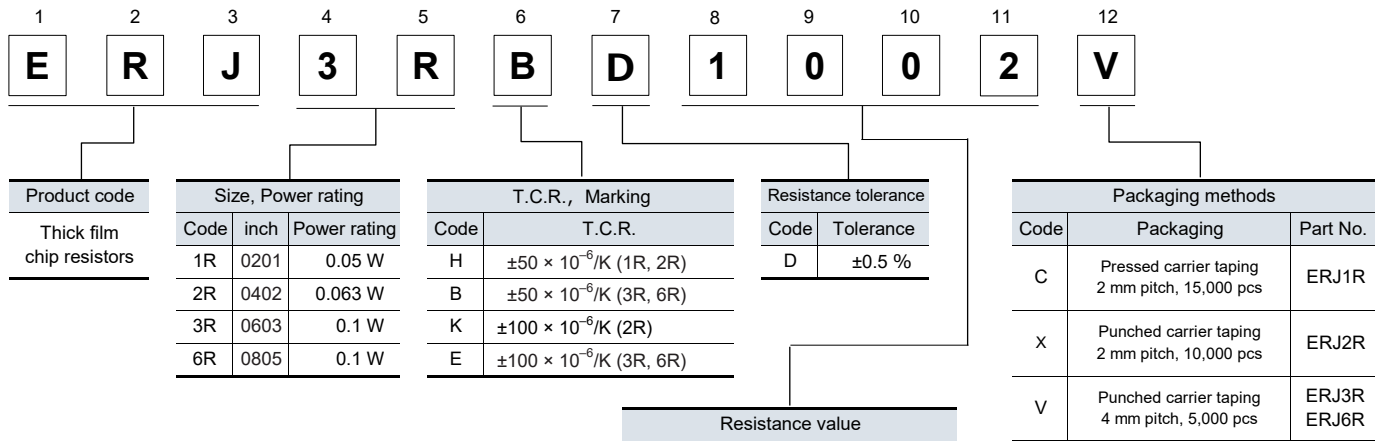 1 2 3 4 5 6 7 8 9 10 11 12
E R J 3 R B D 1 0 0 2 V
Product code
Thick film
chip resistors
Size, Power rating
Code inch Power rating
1R 0201 0.05 W
2R 0402 0.063 W
3R 0603 0.1 W
6R 0805 0.1 W
T.C.R., Marking
Code T.C.R.
H ±50 × 10⁻⁶/K (1R, 2R)
B ±50 × 10⁻⁶/K (3R, 6R)
K ±100 × 10⁻⁶/K (2R)
E ±100 × 10⁻⁶/K (3R, 6R)
Resistance tolerance
Code Tolerance
D ±0.5 %
Resistance value
Packaging methods
Code Packaging Part No.
C Pressed carrier taping
2 mm pitch, 15,000 pcs ERJ1R
X Punched carrier taping
2 mm pitch, 10,000 pcs ERJ2R
V Punched carrier taping
4 mm pitch, 5,000 pcs ERJ3R
ERJ6R